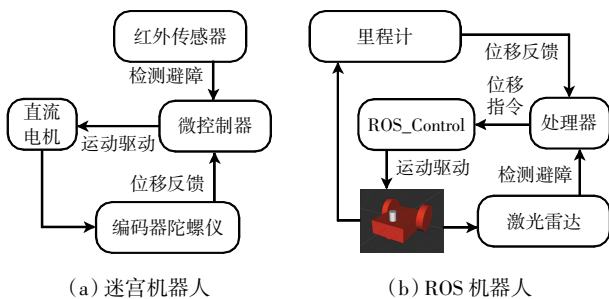 红外传感器
检测避障
直流
电机
运动驱动
微控制器
位移反馈
编码器陀螺仪
(a)迷宫机器人
里程计
位移反馈
位移
指令
ROS_Control
处理器
运动驱动
检测避障
激光雷达
(b)ROS 机器人